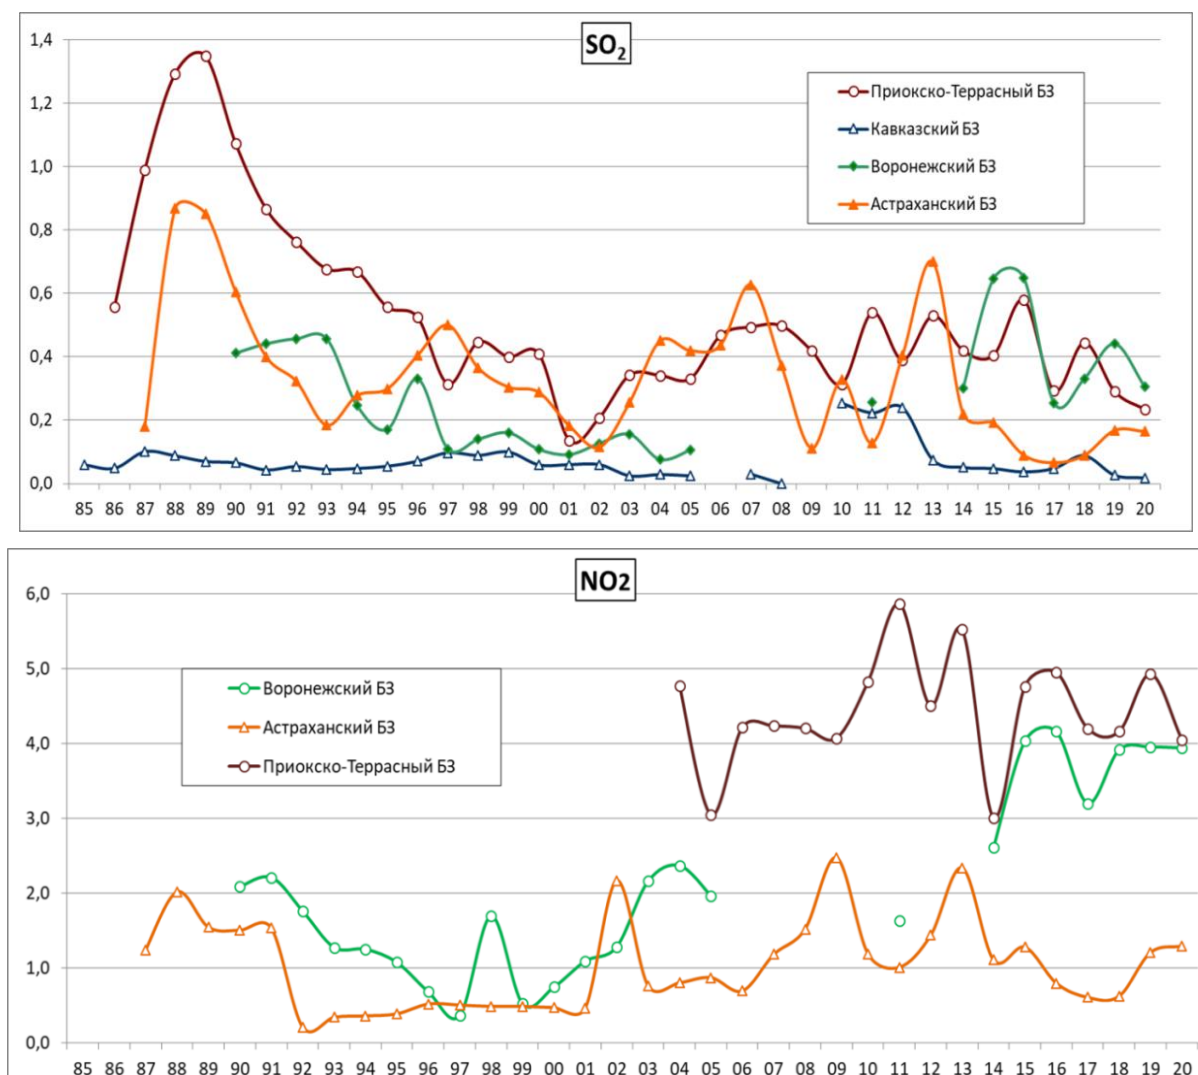 SO2
1,4
1,2
1,0
0,8
0,6
0,4
0,2
0,0
Приокско-Террасный БЗ
Кавказский БЗ
Воронежский БЗ
Астраханский БЗ
85 86 87 88 89 90 91 92 93 94 95 96 97 98 99 00 01 02 03 04 05 06 07 08 09 10 11 12 13 14 15 16 17 18 19 20
NO2
6,0
5,0
4,0
3,0
2,0
1,0
0,0
Воронежский БЗ
Астраханский БЗ
Приокско-Террасный БЗ
85 86 87 88 89 90 91 92 93 94 95 96 97 98 99 00 01 02 03 04 05 06 07 08 09 10 11 12 13 14 15 16 17 18 19 20